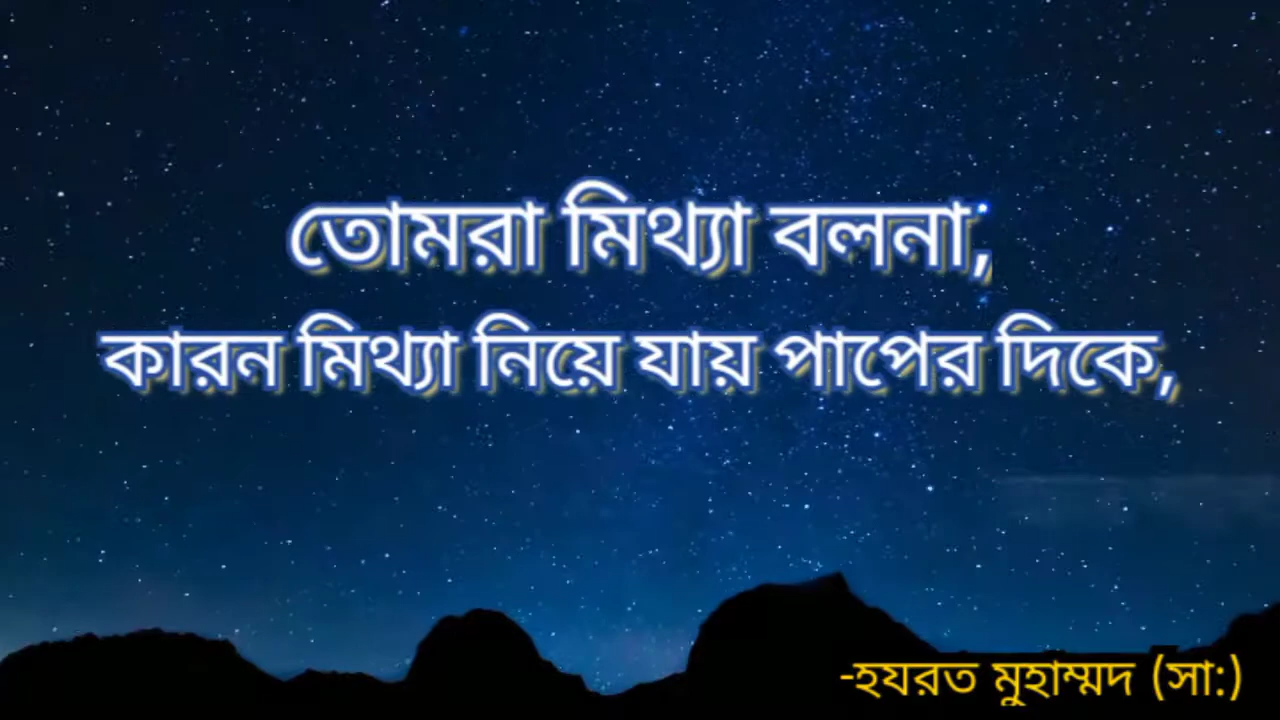 তোমরা মিথ্যা বলনা,
কারন মিথ্যা নিয়ে যায় পাপের দিকে,
-হযরত মুহাম্মদ (সা:)